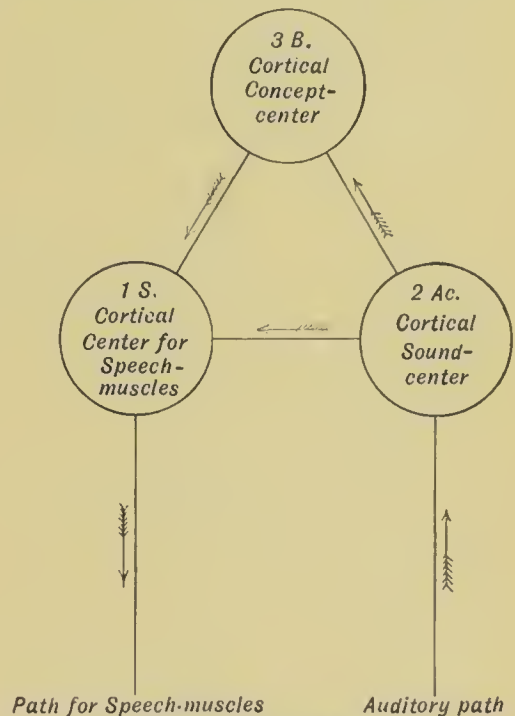 3 B.
Cortical
Concept-
center
1 S.
Cortical
Center for
Speech-
muscles
2 Ac.
Cortical
Sound-
center
Path for Speech-muscles
Auditory path